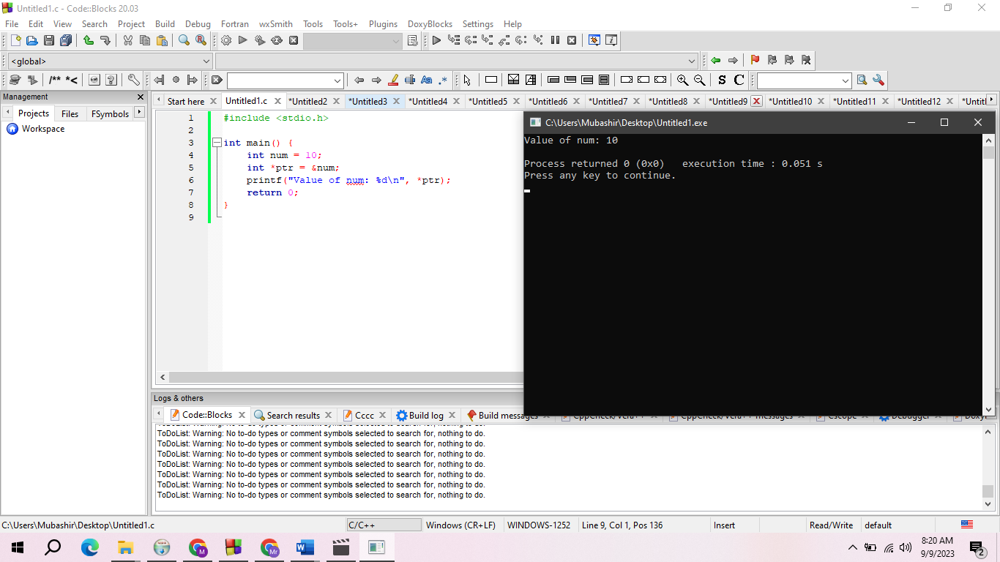 Untitled1.c - Code::Blocks 20.03
File Edit View Search Project Build Debug Fortran wxSmith Tools Tools+ Plugins DoxyBlocks Settings Help
<global>
/** *<
Aa .* S C
Management
Start here Untitled1.c *Untitled2 *Untitled3 *Untitled4 *Untitled5 *Untitled6 *Untitled7 *Untitled8 *Untitled9 *Untitled10 *Untitled11 *Untitled12
Projects Files FSymbols
Workspace
1 #include <stdio.h>
2
3 int main() {
4 int num = 10;
5 int *ptr = &num;
6 printf("Value of num: %d\n", *ptr);
7 return 0;
8 }
9
C:\Users\Mubashir\Desktop\Untitled1.exe
Value of num: 10
Process returned 0 (0x0) execution time : 0.051 s
Press any key to continue.
Logs & others
Code::Blocks Search results Cccc Build log Build messages CppCheck/Vera++ CppCheck/Vera++ messages Cscope Debugger
ToDoList: Warning: No to-do types or comment symbols selected to search for, nothing to do.
ToDoList: Warning: No to-do types or comment symbols selected to search for, nothing to do.
ToDoList: Warning: No to-do types or comment symbols selected to search for, nothing to do.
ToDoList: Warning: No to-do types or comment symbols selected to search for, nothing to do.
ToDoList: Warning: No to-do types or comment symbols selected to search for, nothing to do.
ToDoList: Warning: No to-do types or comment symbols selected to search for, nothing to do.
ToDoList: Warning: No to-do types or comment symbols selected to search for, nothing to do.
ToDoList: Warning: No to-do types or comment symbols selected to search for, nothing to do.
C:\Users\Mubashir\Desktop\Untitled1.c C/C++ Windows (CR+LF) WINDOWS-1252 Line 9, Col 1, Pos 136 Insert Read/Write default
8:20 AM
9/9/2023
2